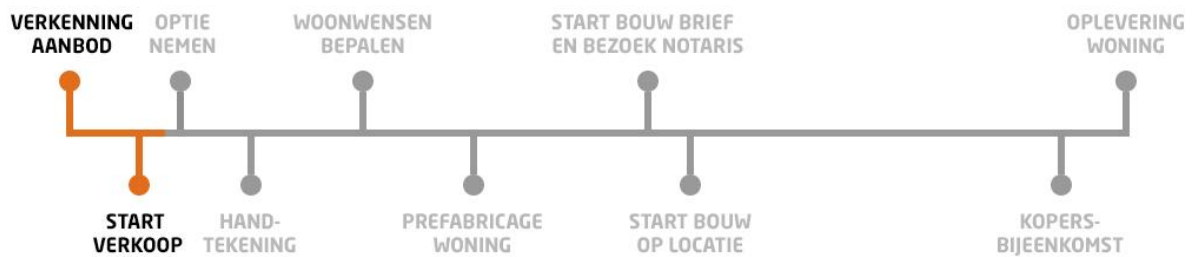 VERKENNING
AANBOD
OPTIE
NEMEN
WOONWENSEN
BEPALEN
START BOUW BRIEF
EN BEZOEK NOTARIS
OPLEVERING
WONING
START
VERKOOP
HAND-
TEKENING
PREFABRICAGE
WONING
START BOUW
OP LOCATIE
KOPERS-
BIJEENKOMST